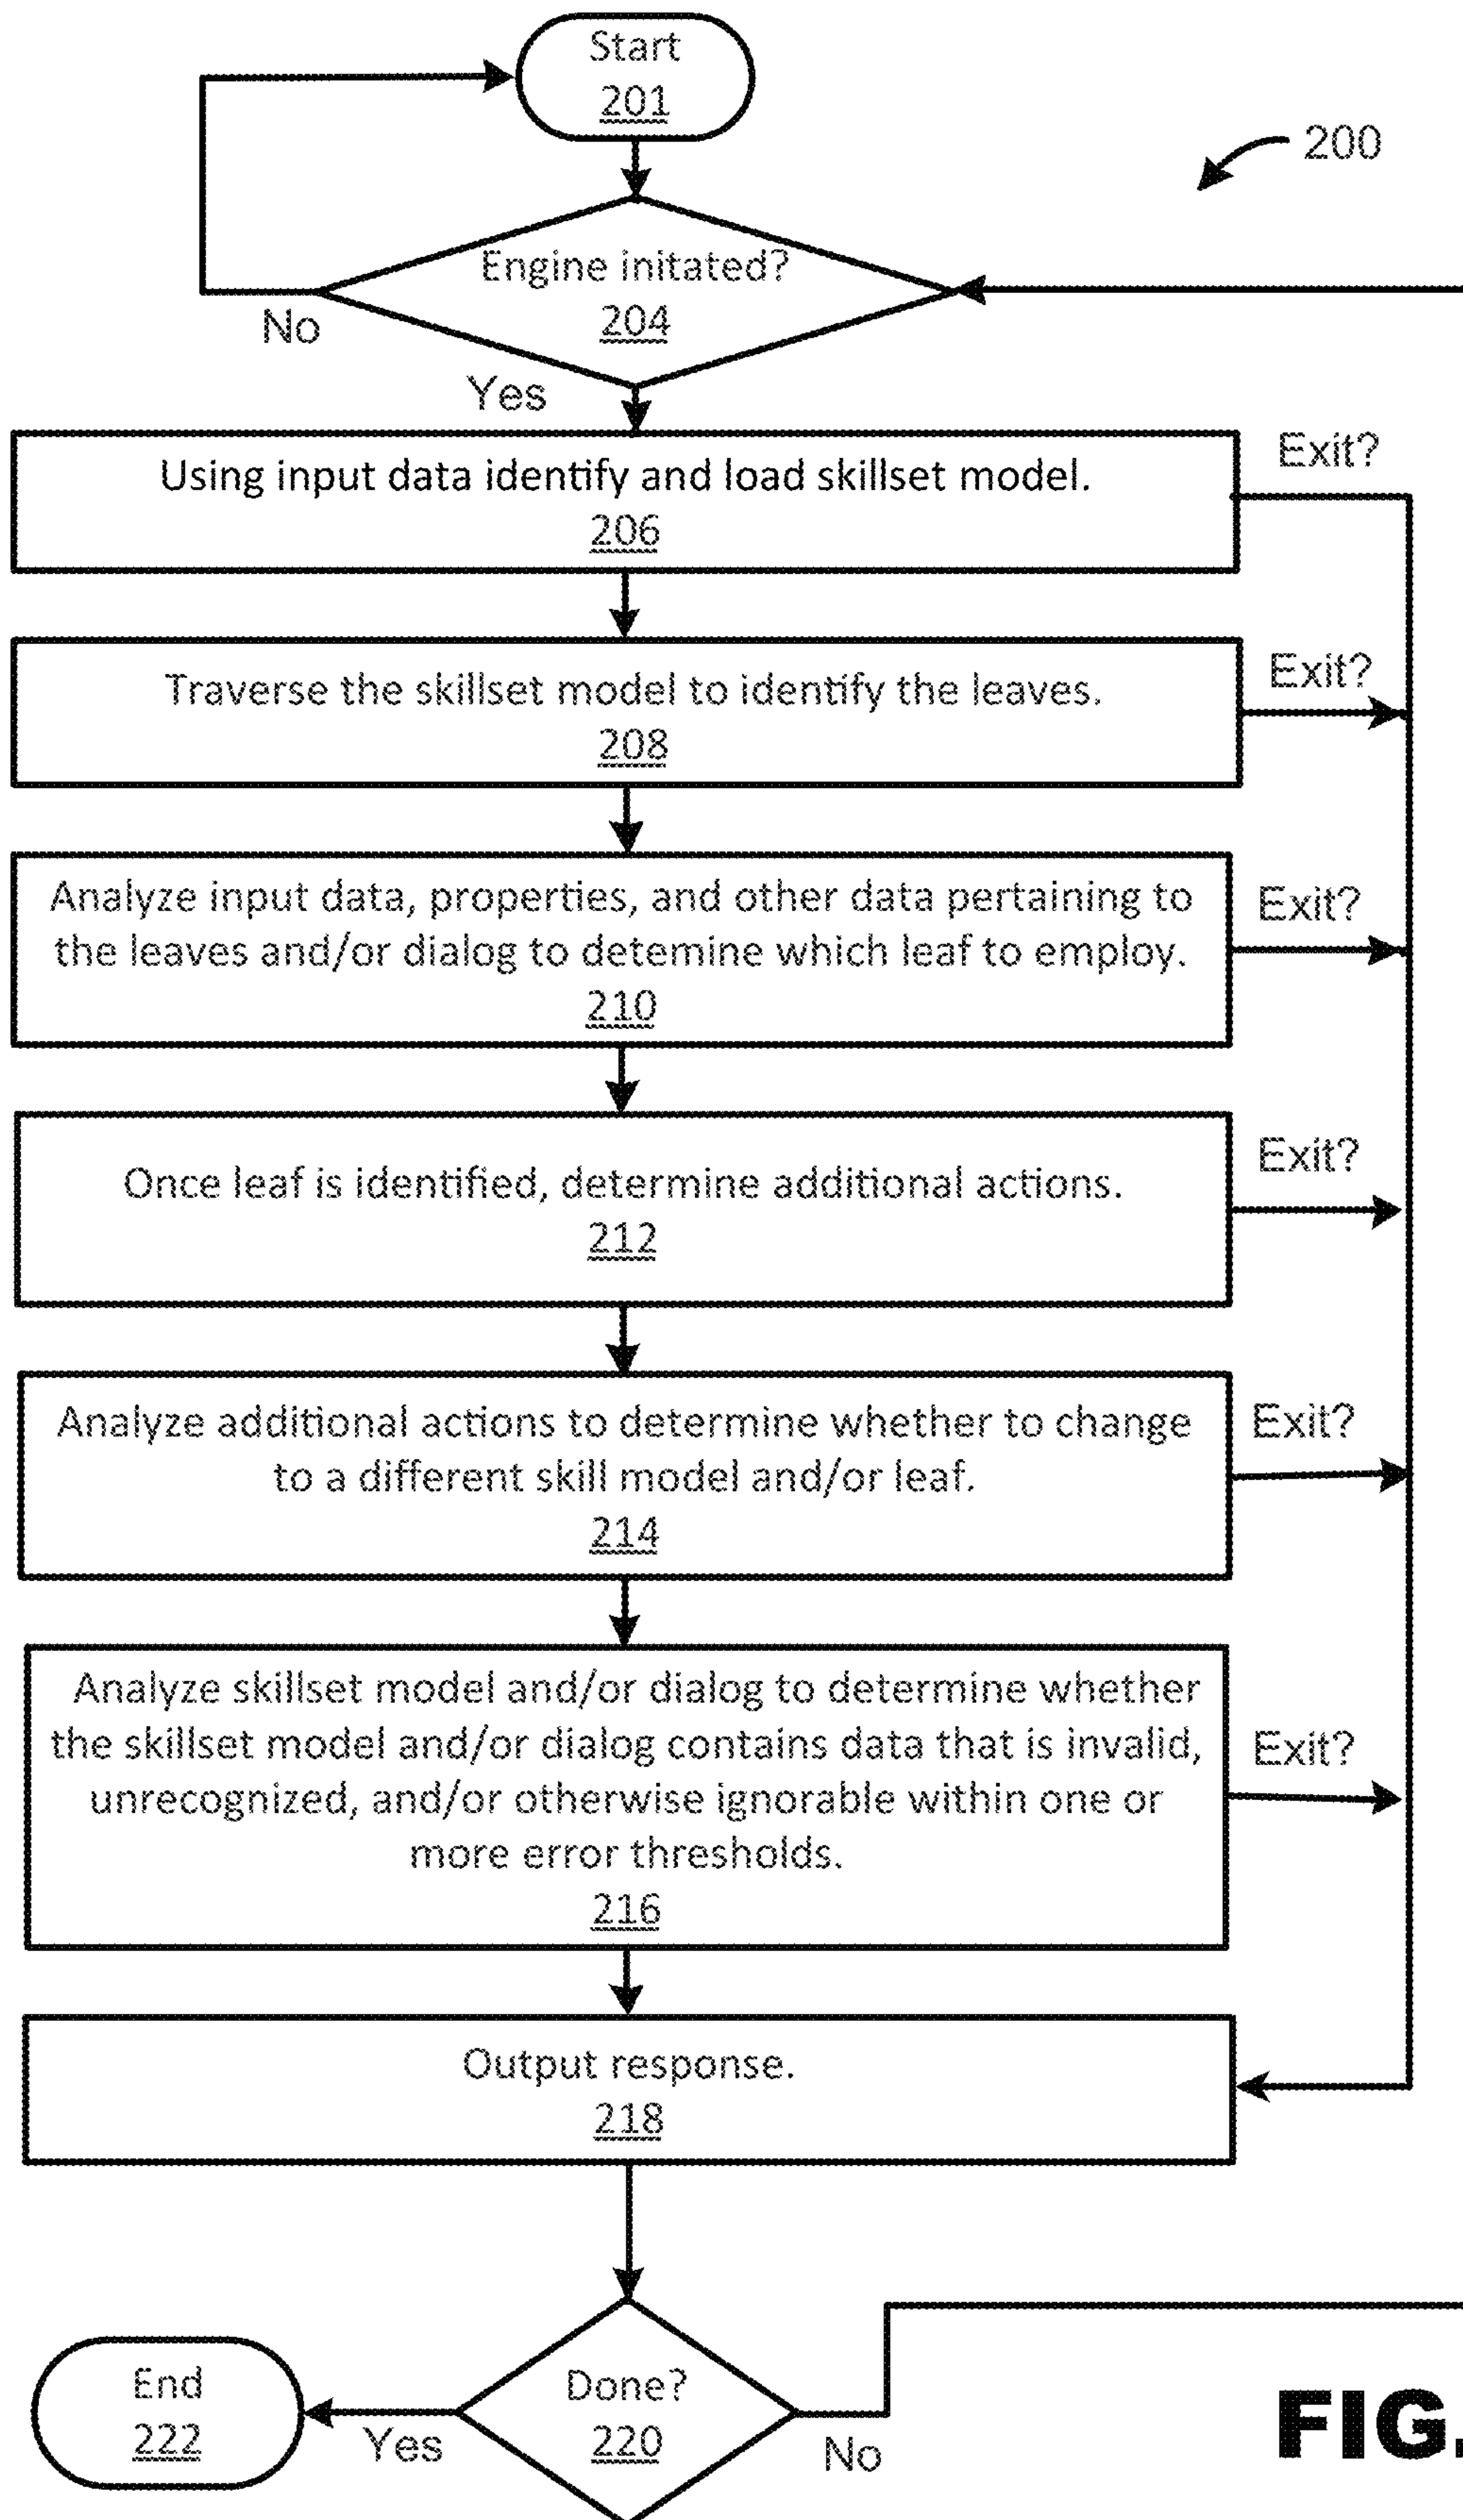 Start
201
200
Engine initated?
204
No
Yes
Using input data identify and load skillset model.
206
Exit?
Traverse the skillset model to identify the leaves.
208
Exit?
Analyze input data, properties, and other data pertaining to
the leaves and/or dialog to detemine which leaf to employ.
210
Exit?
Once leaf is identified, determine additional actions.
212
Exit?
Analyze additional actions to determine whether to change
to a different skill model and/or leaf.
214
Exit?
Analyze skillset model and/or dialog to determine whether
the skillset model and/or dialog contains data that is invalid,
unrecognized, and/or otherwise ignorable within one or
more error thresholds.
216
Exit?
Output response.
218
Done?
220
Yes
No
End
222
FIG.